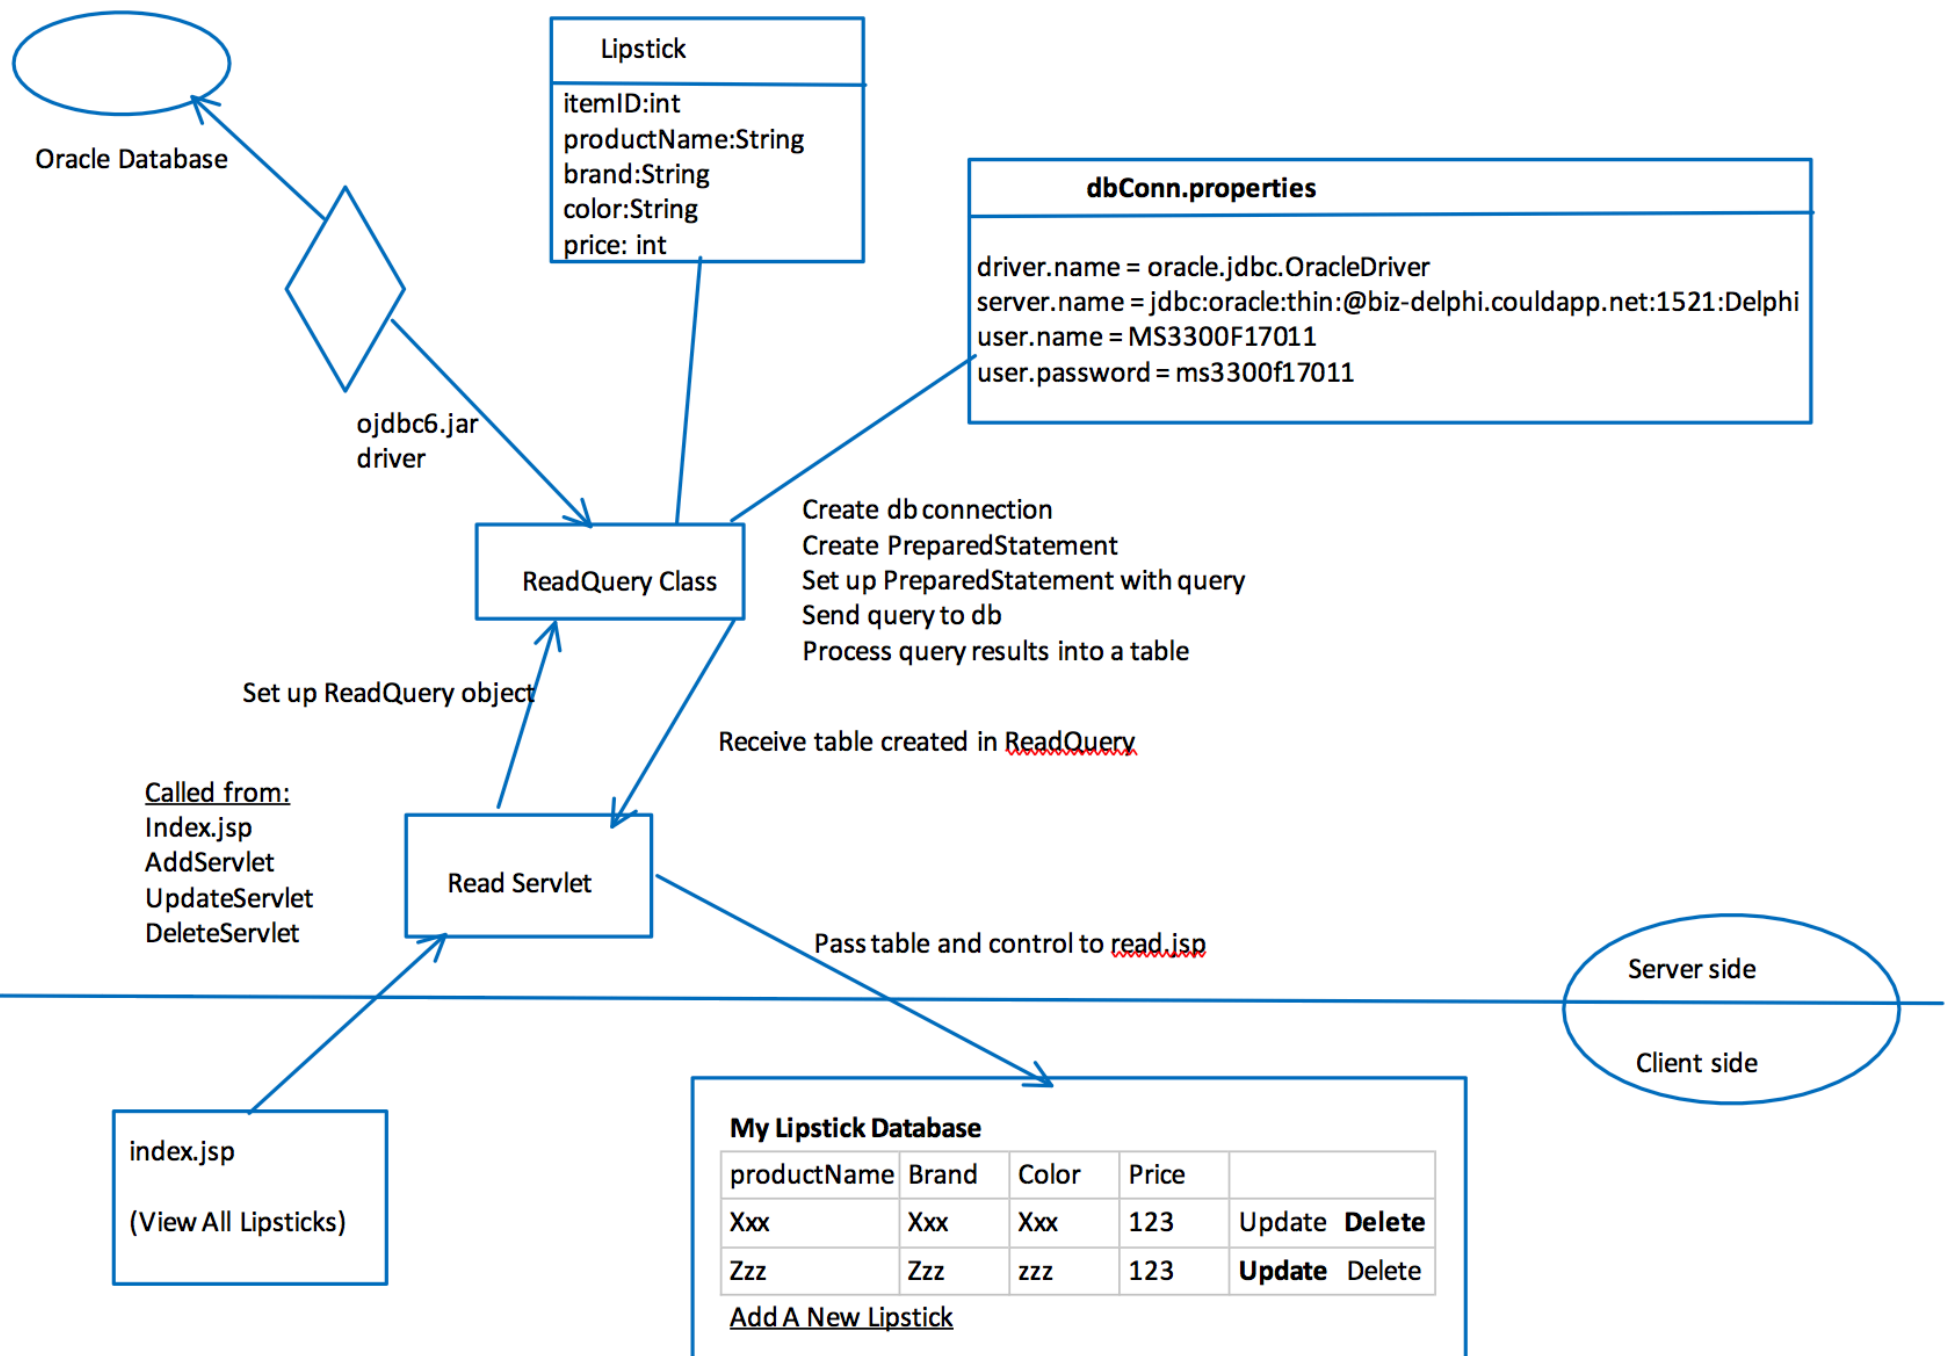 Oracle Database
Lipstick
itemID:int
productName:String
brand:String
color:String
price: int
dbConn.properties
driver.name = oracle.jdbc.OracleDriver
server.name = jdbc:oracle:thin:@biz-delphi.couldapp.net:1521:Delphi
user.name = MS3300F17011
user.password = ms3300f17011
ojdbc6.jar
driver
ReadQuery Class
Create db connection
Create PreparedStatement
Set up PreparedStatement with query
Send query to db
Process query results into a table
Set up ReadQuery object
Receive table created in ReadQuery
Called from:
Index.jsp
AddServlet
UpdateServlet
DeleteServlet
Read Servlet
Pass table and control to read.jsp
Server side
Client side
index.jsp
(View All Lipsticks)
My Lipstick Database
productName Brand Color Price
Xxx Xxx Xxx 123 Update Delete
Zzz Zzz zzz 123 Update Delete
Add A New Lipstick